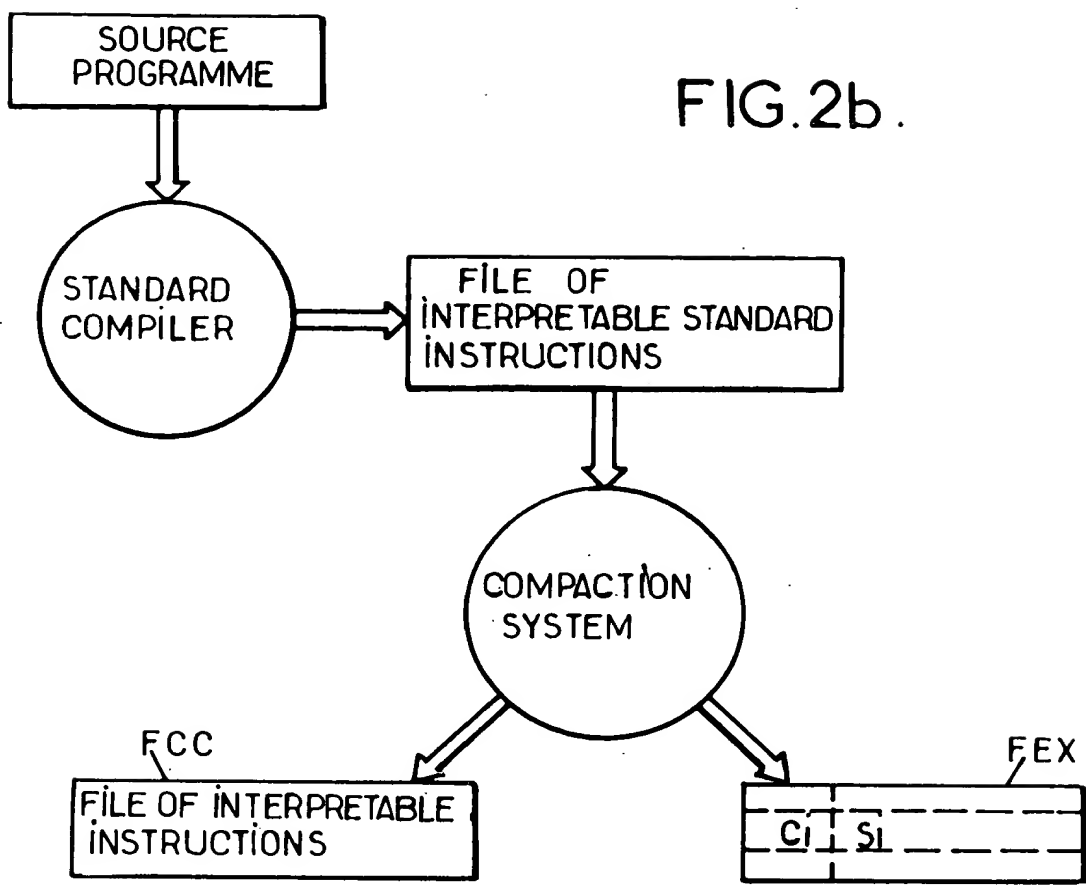 SOURCE
PROGRAMME
FIG.2b.
STANDARD
COMPILER
FILE OF
INTERPRETABLE STANDARD
INSTRUCTIONS
COMPACTION
SYSTEM
FCC
FILE OF INTERPRETABLE
INSTRUCTIONS
FEX
Ci Si